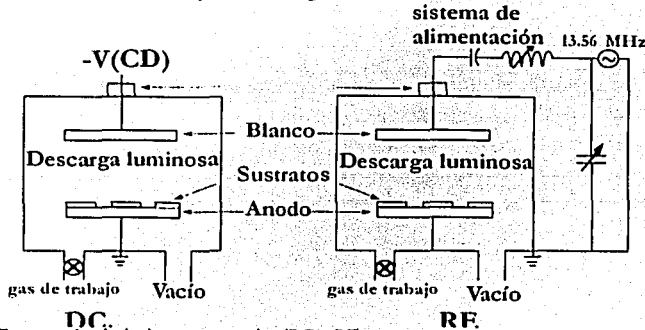 sistema de
alimentación
13.56 MHz
-V(CD)
Blanco
Descarga luminosa
Descarga luminosa
Sustratos
Anodo
gas de trabajo
Vacío
gas de trabajo
Vacío
DC.
RF.